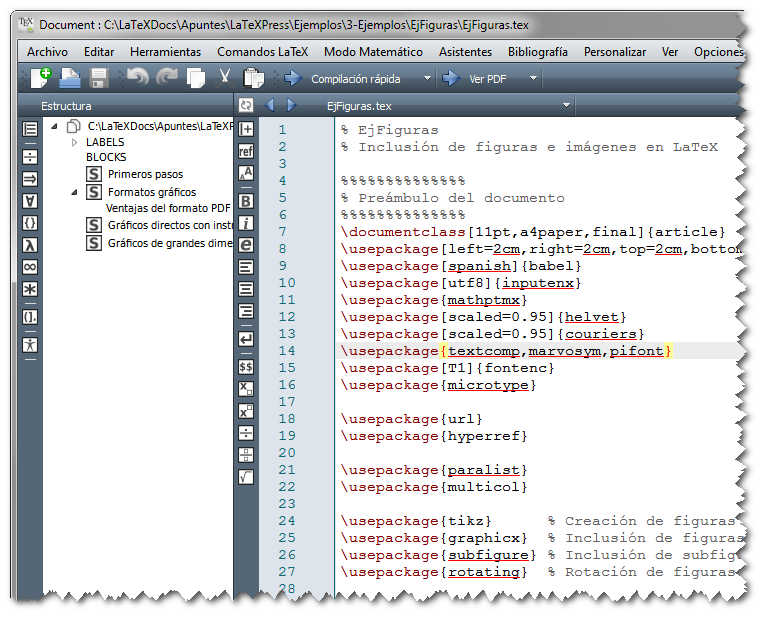 Document : C:\LaTeXDocs\Apuntes\LaTeXPress\Ejemplos\3-Ejemplos\EjFiguras\EjFiguras.tex
Archivo Editar Herramientas Comandos LaTeX Modo Matemático Asistentes Bibliografía Personalizar Ver Opciones
Compilación rápida Ver PDF
Estructura
EjFiguras.tex
C:\LaTeXDocs\Apuntes\LaTeXP
LABELS
BLOCKS
S Primeros pasos
S Formatos gráficos
Ventajas del formato PDF
S Gráficos directos con instr
S Gráficos de grandes dime
1 % EjFiguras
2 % Inclusión de figuras e imágenes en LaTeX
3
4 %%%%%%%%%%%%%%
5 % Preámbulo del documento
6 %%%%%%%%%%%%%%
7 \documentclass[11pt,a4paper,final]{article}
8 \usepackage[left=2cm,right=2cm,top=2cm,bottom
9 \usepackage[spanish]{babel}
10 \usepackage[utf8]{inputenx}
11 \usepackage{mathptmx}
12 \usepackage[scaled=0.95]{helvet}
13 \usepackage[scaled=0.95]{couriers}
14 \usepackage{textcomp,marvosym,pifont}
15 \usepackage[T1]{fontenc}
16 \usepackage{microtype}
17
18 \usepackage{url}
19 \usepackage{hyperref}
20
21 \usepackage{paralist}
22 \usepackage{multicol}
23
24 \usepackage{tikz} % Creación de figuras
25 \usepackage{graphicx} % Inclusión de figuras
26 \usepackage{subfigure} % Inclusión de subfig
27 \usepackage{rotating} % Rotación de figuras
28